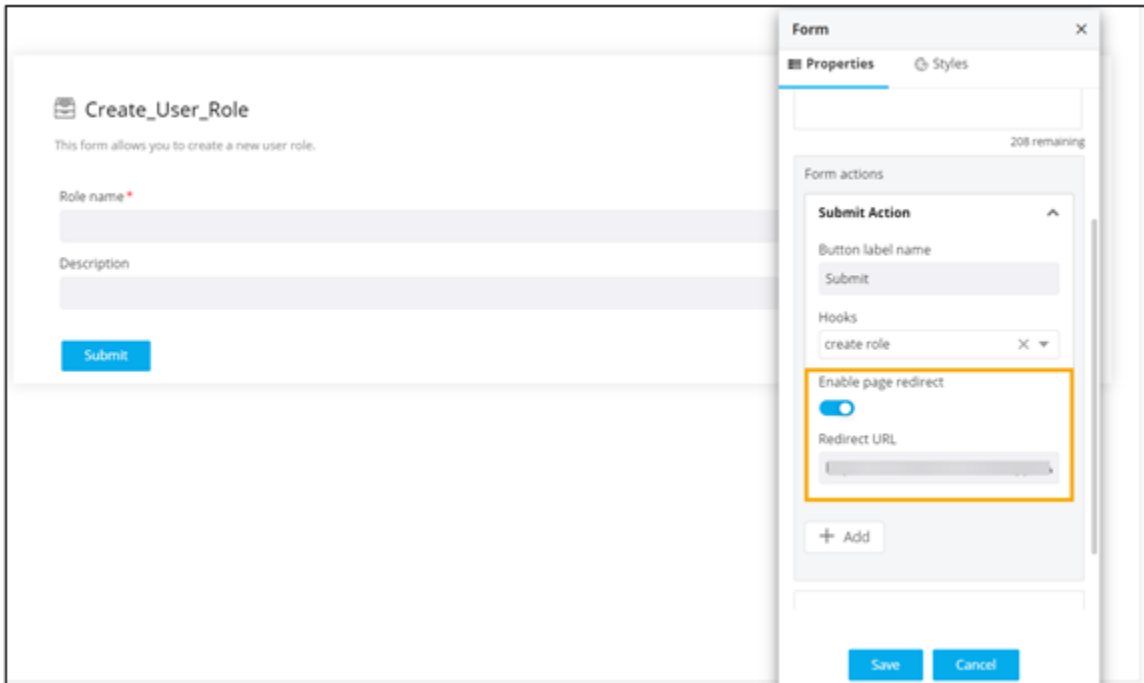 Create_User_Role
This form allows you to create a new user role.
Role name*
Description
Submit
Form
Properties
Styles
208 remaining
Form actions
Submit Action
Button label name
Submit
Hooks
create role
Enable page redirect
Redirect URL
+ Add
Save
Cancel